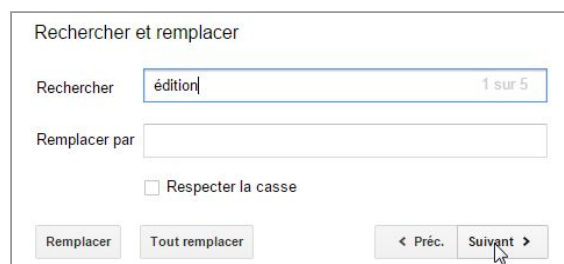 Rechercher et remplacer
Rechercher édition 1 sur 5
Remplacer par
Respecter la casse
Remplacer Tout remplacer < Préc. Suivant >